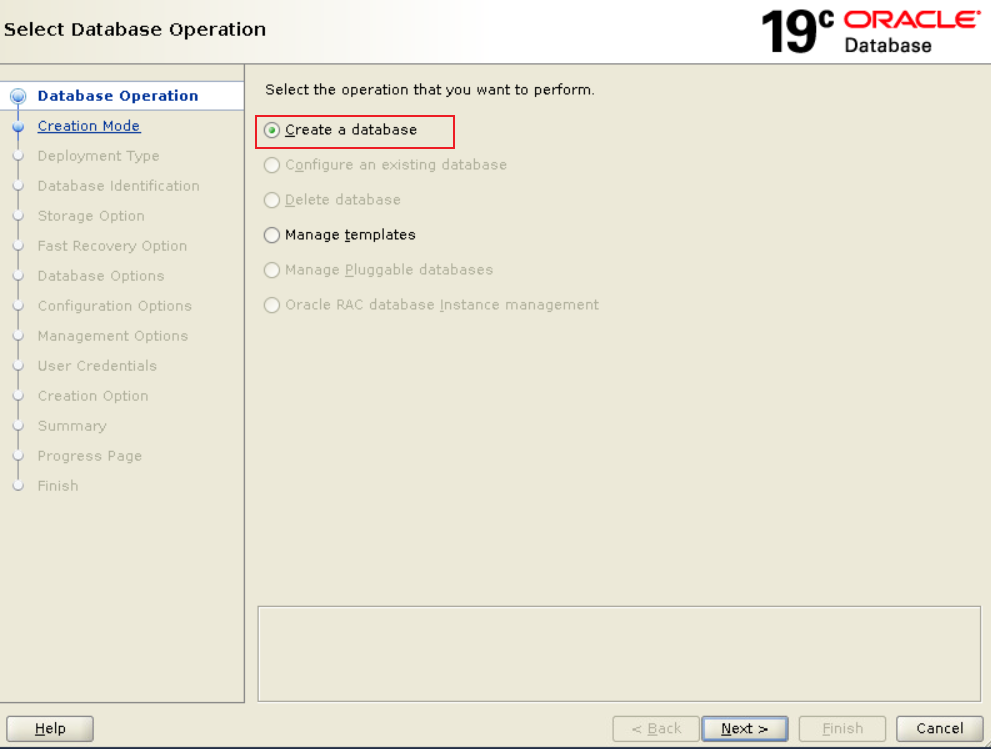 Select Database Operation
19c ORACLE
Database
Database Operation
Creation Mode
Deployment Type
Database Identification
Storage Option
Fast Recovery Option
Database Options
Configuration Options
Management Options
User Credentials
Creation Option
Summary
Progress Page
Finish
Select the operation that you want to perform.
Create a database
Configure an existing database
Delete database
Manage templates
Manage Pluggable databases
Oracle RAC database Instance management
Help
< Back
Next >
Finish
Cancel